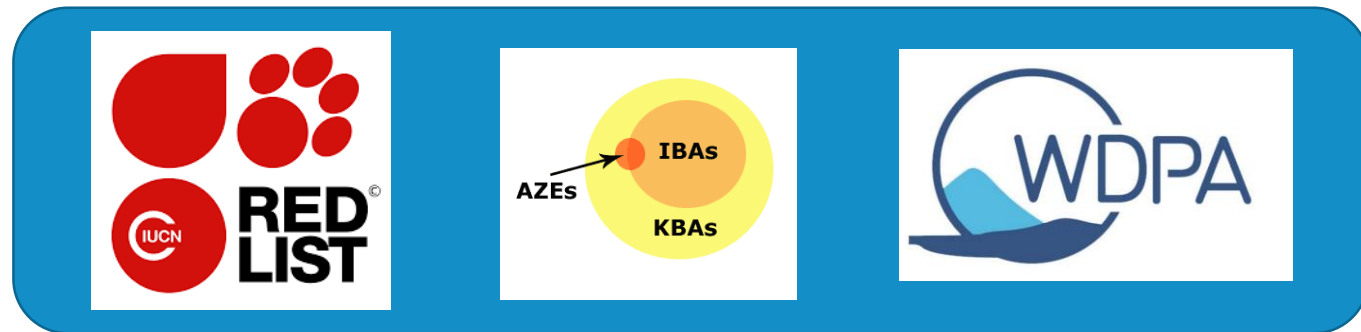 IUCN
RED
LIST
©
IBAs
AZEs
KBAs
WDPA